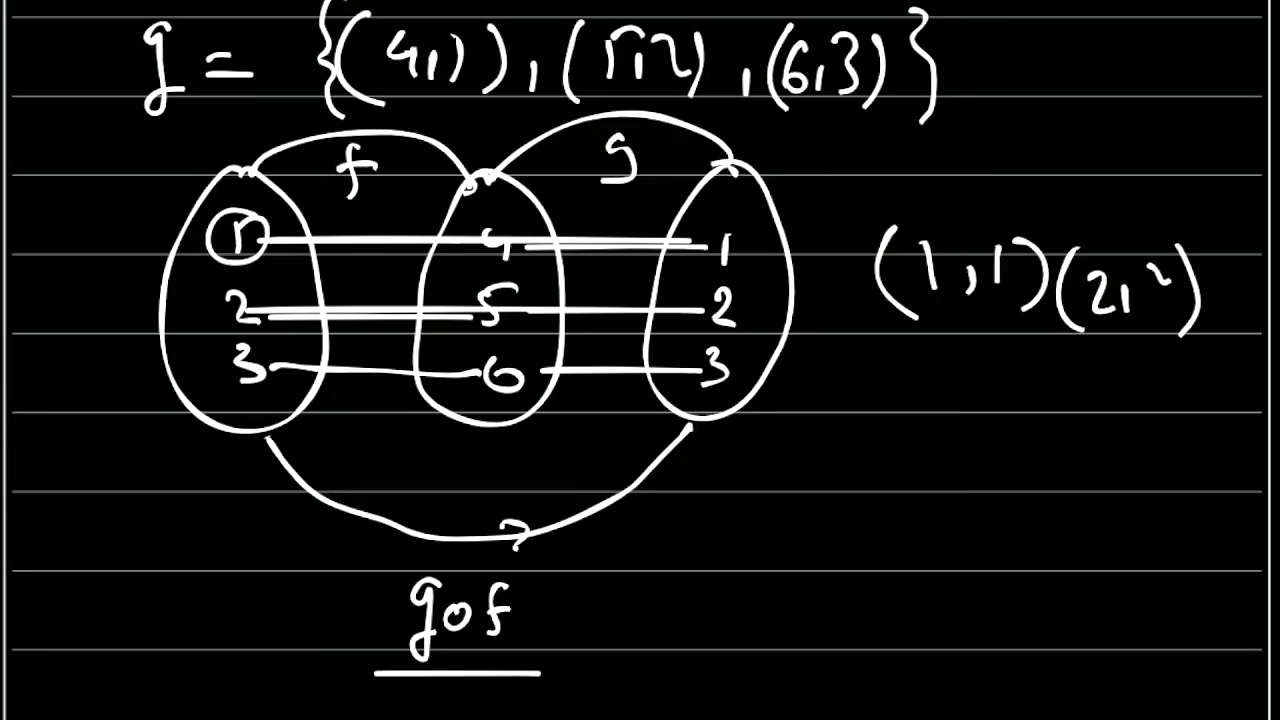 g = {(4,1), (5,2), (6,3)}
f g
1 4 1
(1,1)(2,2)
2 5 2
3 6 3
gof